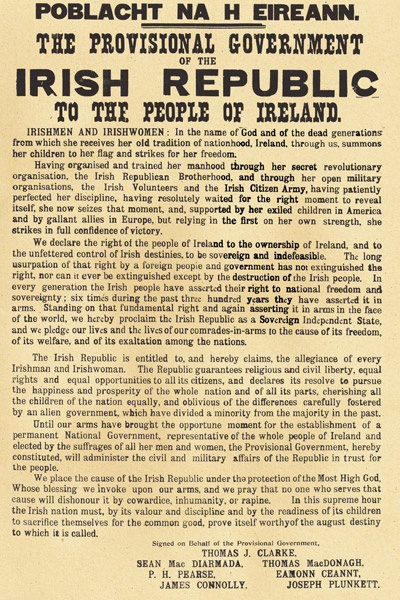 POBLACHT NA H EIREANN.
THE PROVISIONAL GOVERNMENT
OF THE
IRISH REPUBLIC
TO THE PEOPLE OF IRELAND.
IRISHMEN AND IRISHWOMEN : In the name of God and of the dead generations
from which she receives her old tradition of nationhood, Ireland, through us, summons
her children to her flag and strikes for her freedom.
Having organised and trained her manhood through her secret revolutionary
organisation, the Irish Republican Brotherhood, and through her open military
organisations, the Irish Volunteers and the Irish Citizen Army, having patiently
perfected her discipline, having resolutely waited for the right moment to reveal
itself, she now seizes that moment, and, supported by her exiled children in America
and by gallant allies in Europe, but relying in the first on her own strength, she
strikes in full confidence of victory.
We declare the right of the people of Ireland to the ownership of Ireland, and to
the unfettered control of Irish destinies, to be sovereign and indefeasible. The long
usurpation of that right by a foreign people and government has not extinguished the
right, nor can it ever be extinguished except by the destruction of the Irish people. In
every generation the Irish people have asserted their right to national freedom and
sovereignty ; six times during the past three hundred years they have asserted it in
arms. Standing on that fundamental right and again asserting it in arms in the face
of the world, we hereby proclaim the Irish Republic as a Sovereign Independent State,
and we pledge our lives and the lives of our comrades-in-arms to the cause of its freedom,
of its welfare, and of its exaltation among the nations.
The Irish Republic is entitled to, and hereby claims, the allegiance of every
Irishman and Irishwoman. The Republic guarantees religious and civil liberty, equal
rights and equal opportunities to all its citizens, and declares its resolve to pursue
the happiness and prosperity of the whole nation and of all its parts, cherishing all
the children of the nation equally, and oblivious of the differences carefully fostered
by an alien government, which have divided a minority from the majority in the past.
Until our arms have brought the opportune moment for the establishment of a
permanent National Government, representative of the whole people of Ireland and
elected by the suffrages of all her men and women, the Provisional Government, hereby
constituted, will administer the civil and military affairs of the Republic in trust for
the people.
We place the cause of the Irish Republic under the protection of the Most High God,
Whose blessing we invoke upon our arms, and we pray that no one who serves that
cause will dishonour it by cowardice, inhumanity, or rapine. In this supreme hour
the Irish nation must, by its valour and discipline and by the readiness of its children
to sacrifice themselves for the common good, prove itself worthy of the august destiny
to which it is called.
Signed on Behalf of the Provisional Government,
THOMAS J. CLARKE,
SEAN Mac DIARMADA, THOMAS MacDONAGH,
P. H. PEARSE, EAMONN CEANNT,
JAMES CONNOLLY, JOSEPH PLUNKETT.